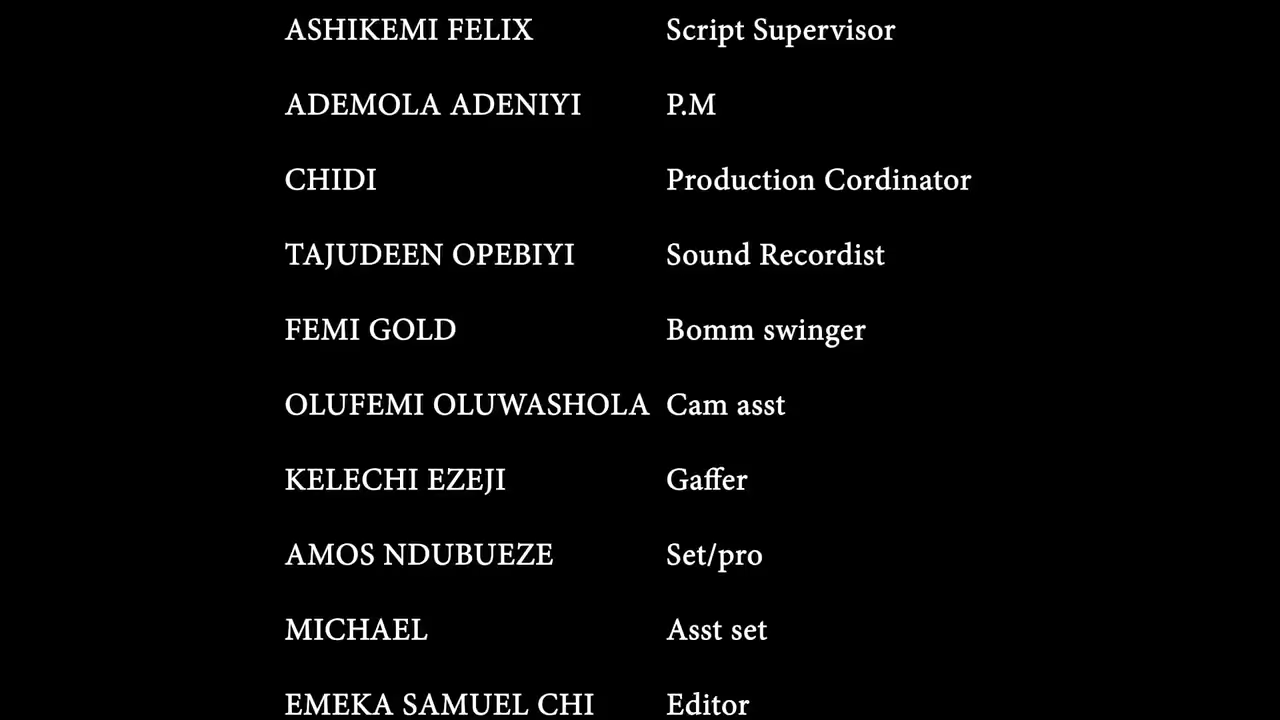 ASHIKEMI FELIX Script Supervisor
ADEMOLA ADENIYI P.M
CHIDI Production Cordinator
TAJUDEEN OPEBIYI Sound Recordist
FEMI GOLD Bomm swinger
OLUFEMI OLUWASHOLA Cam asst
KELECHI EZEJI Gaffer
AMOS NDUBUEZE Set/pro
MICHAEL Asst set
EMEKA SAMUEL CHI Editor